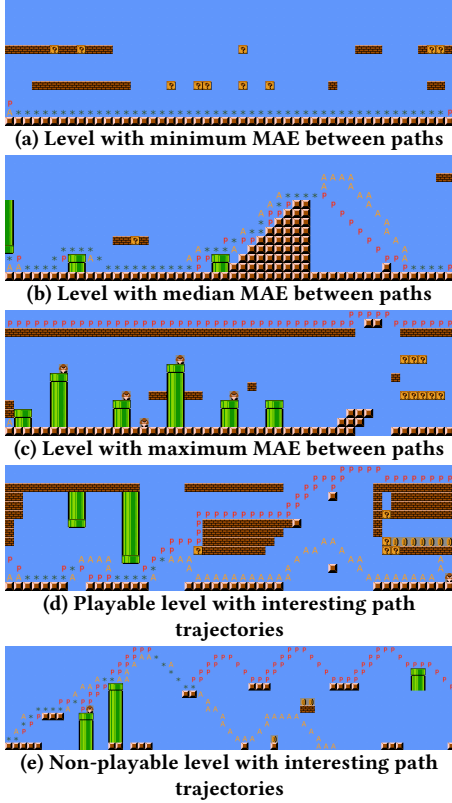 (a) Level with minimum MAE between paths
(b) Level with median MAE between paths
(c) Level with maximum MAE between paths
(d) Playable level with interesting path
trajectories
(e) Non-playable level with interesting path
trajectories